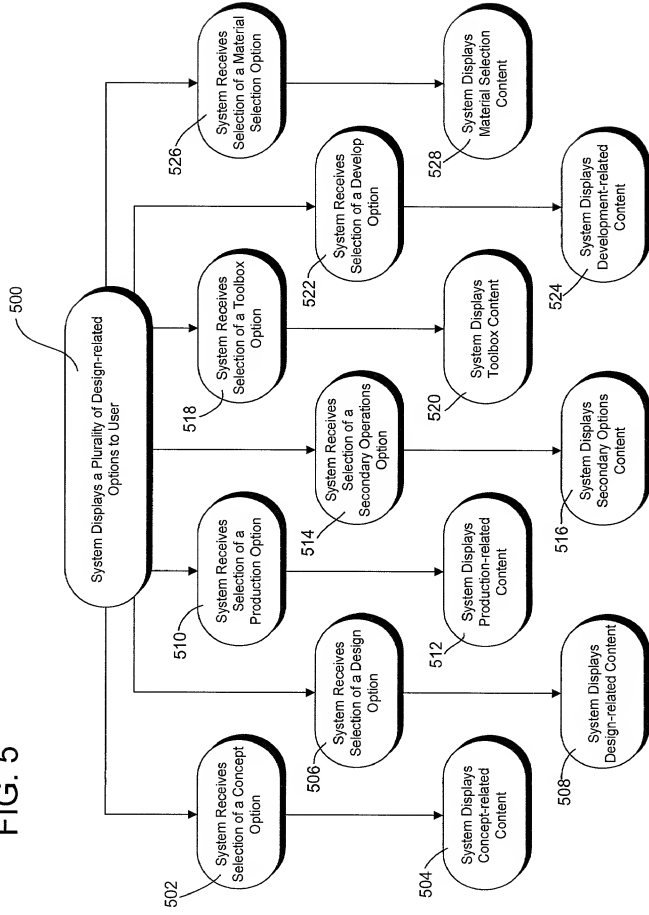 FIG. 5
500
System Displays a Plurality of Design-related
Options to User
502
System Receives
Selection of a Concept
Option
504
System Displays
Concept-related
Content
506
System Receives
Selection of a Design
Option
508
System Displays
Design-related Content
510
System Receives
Selection of a
Production Option
512
System Displays
Production-related
Content
514
System Receives
Selection of a
Secondary Operations
Option
516
System Displays
Secondary Options
Content
518
System Receives
Selection of a Toolbox
Option
520
System Displays
Toolbox Content
522
System Receives
Selection of a Develop
Option
524
System Displays
Development-related
Content
526
System Receives
Selection of a Material
Selection Option
528
System Displays
Material Selection
Content